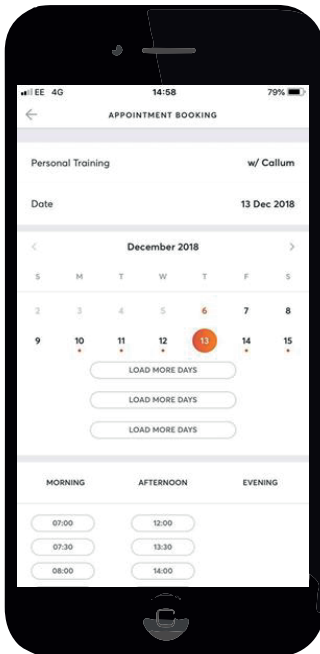 EE 4G 14:58 79%
APPOINTMENT BOOKING
Personal Training w/ Callum
Date 13 Dec 2018
December 2018
S M T W T F S
2 3 4 5 6 7 8
9 10 11 12 13 14 15
LOAD MORE DAYS
LOAD MORE DAYS
LOAD MORE DAYS
MORNING AFTERNOON EVENING
07:00 12:00
07:30 13:30
08:00 14:00